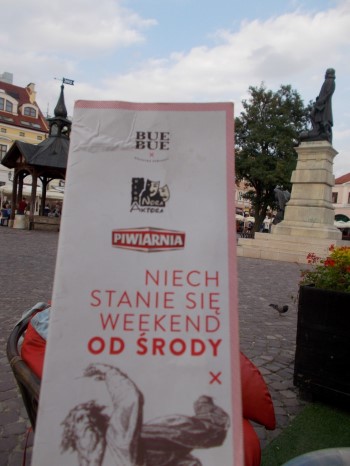 BUE
BUE
PIWIARNIA
NIECH
STANIE SIĘ
WEEKEND
OD ŚRODY